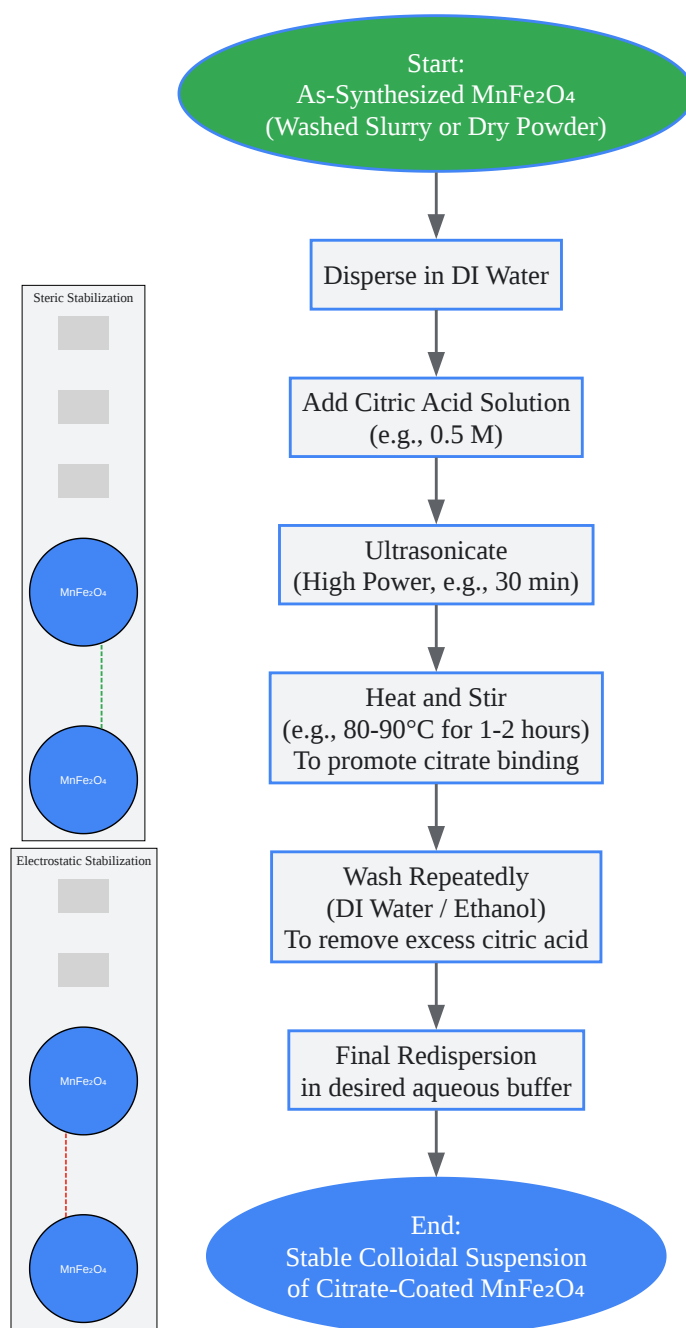 Start:
As-Synthesized MnFe₂O₄
(Washed Slurry or Dry Powder)
Disperse in DI Water
Add Citric Acid Solution
(e.g., 0.5 M)
Ultrasonicate
(High Power, e.g., 30 min)
Heat and Stir
(e.g., 80-90°C for 1-2 hours)
To promote citrate binding
Wash Repeatedly
(DI Water / Ethanol)
To remove excess citric acid
Final Redispersion
in desired aqueous buffer
End:
Stable Colloidal Suspension
of Citrate-Coated MnFe₂O₄
Steric Stabilization
MnFe₂O₄
MnFe₂O₄
Electrostatic Stabilization
MnFe₂O₄
MnFe₂O₄